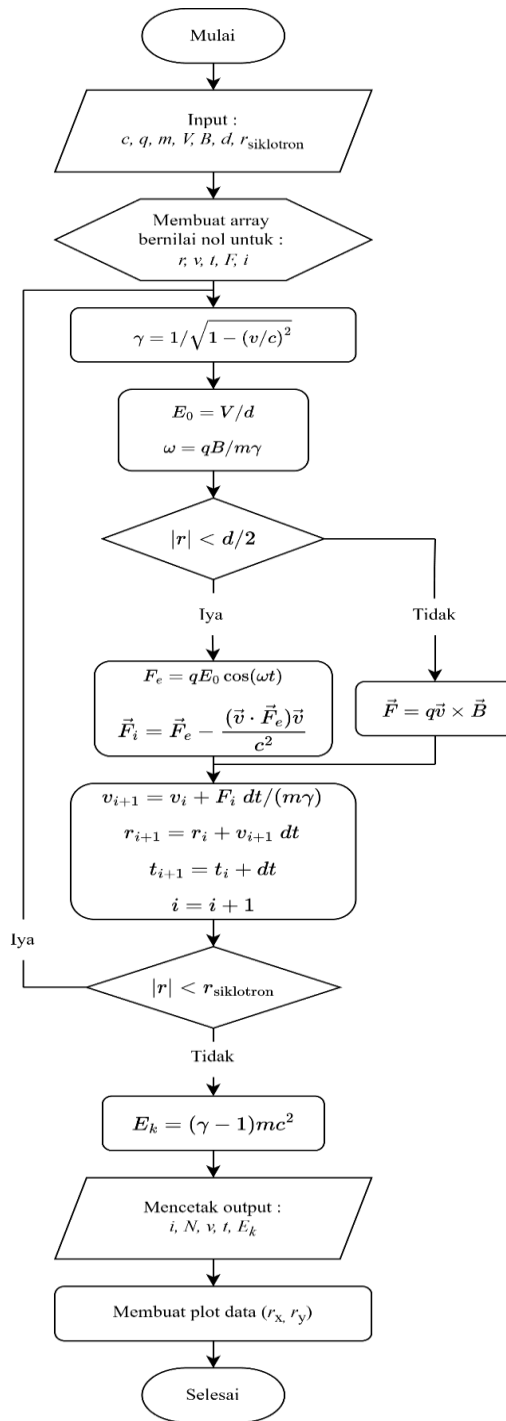 Mulai
Input :
c, q, m, V, B, d, r_siklotron
Membuat array
bernilai nol untuk :
r, v, t, F, i
γ = 1/√(1 − (v/c)²)
E₀ = V/d
ω = qB/mγ
|r| < d/2
Iya
Tidak
F_e = qE₀ cos(ωt)
F⃗_i = F⃗_e − (v⃗ · F⃗_e)v⃗ / c²
F⃗ = qv⃗ × B⃗
v_{i+1} = v_i + F_i dt/(mγ)
r_{i+1} = r_i + v_{i+1} dt
t_{i+1} = t_i + dt
i = i + 1
Iya
|r| < r_siklotron
Tidak
E_k = (γ − 1)mc²
Mencetak output :
i, N, v, t, E_k
Membuat plot data (r_x, r_y)
Selesai